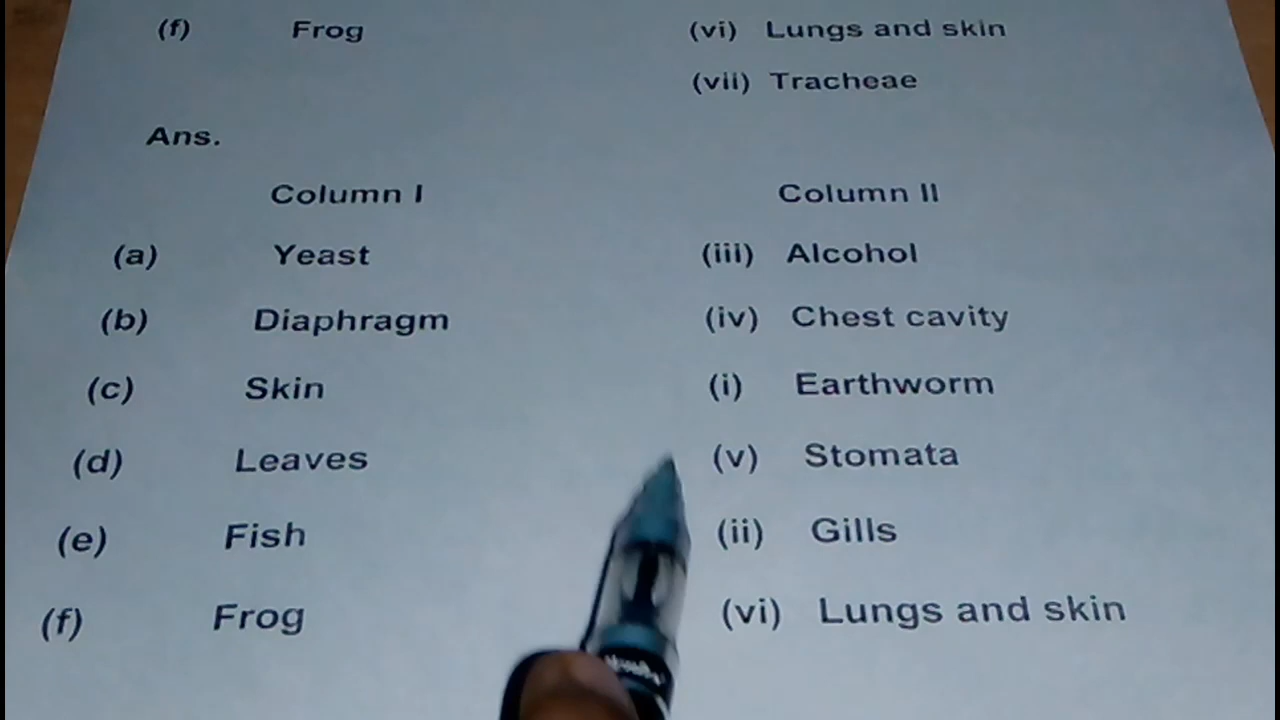 (f) Frog (vi) Lungs and skin
(vii) Tracheae
Ans.
Column I Column II
(a) Yeast (iii) Alcohol
(b) Diaphragm (iv) Chest cavity
(c) Skin (i) Earthworm
(d) Leaves (v) Stomata
(e) Fish (ii) Gills
(f) Frog (vi) Lungs and skin